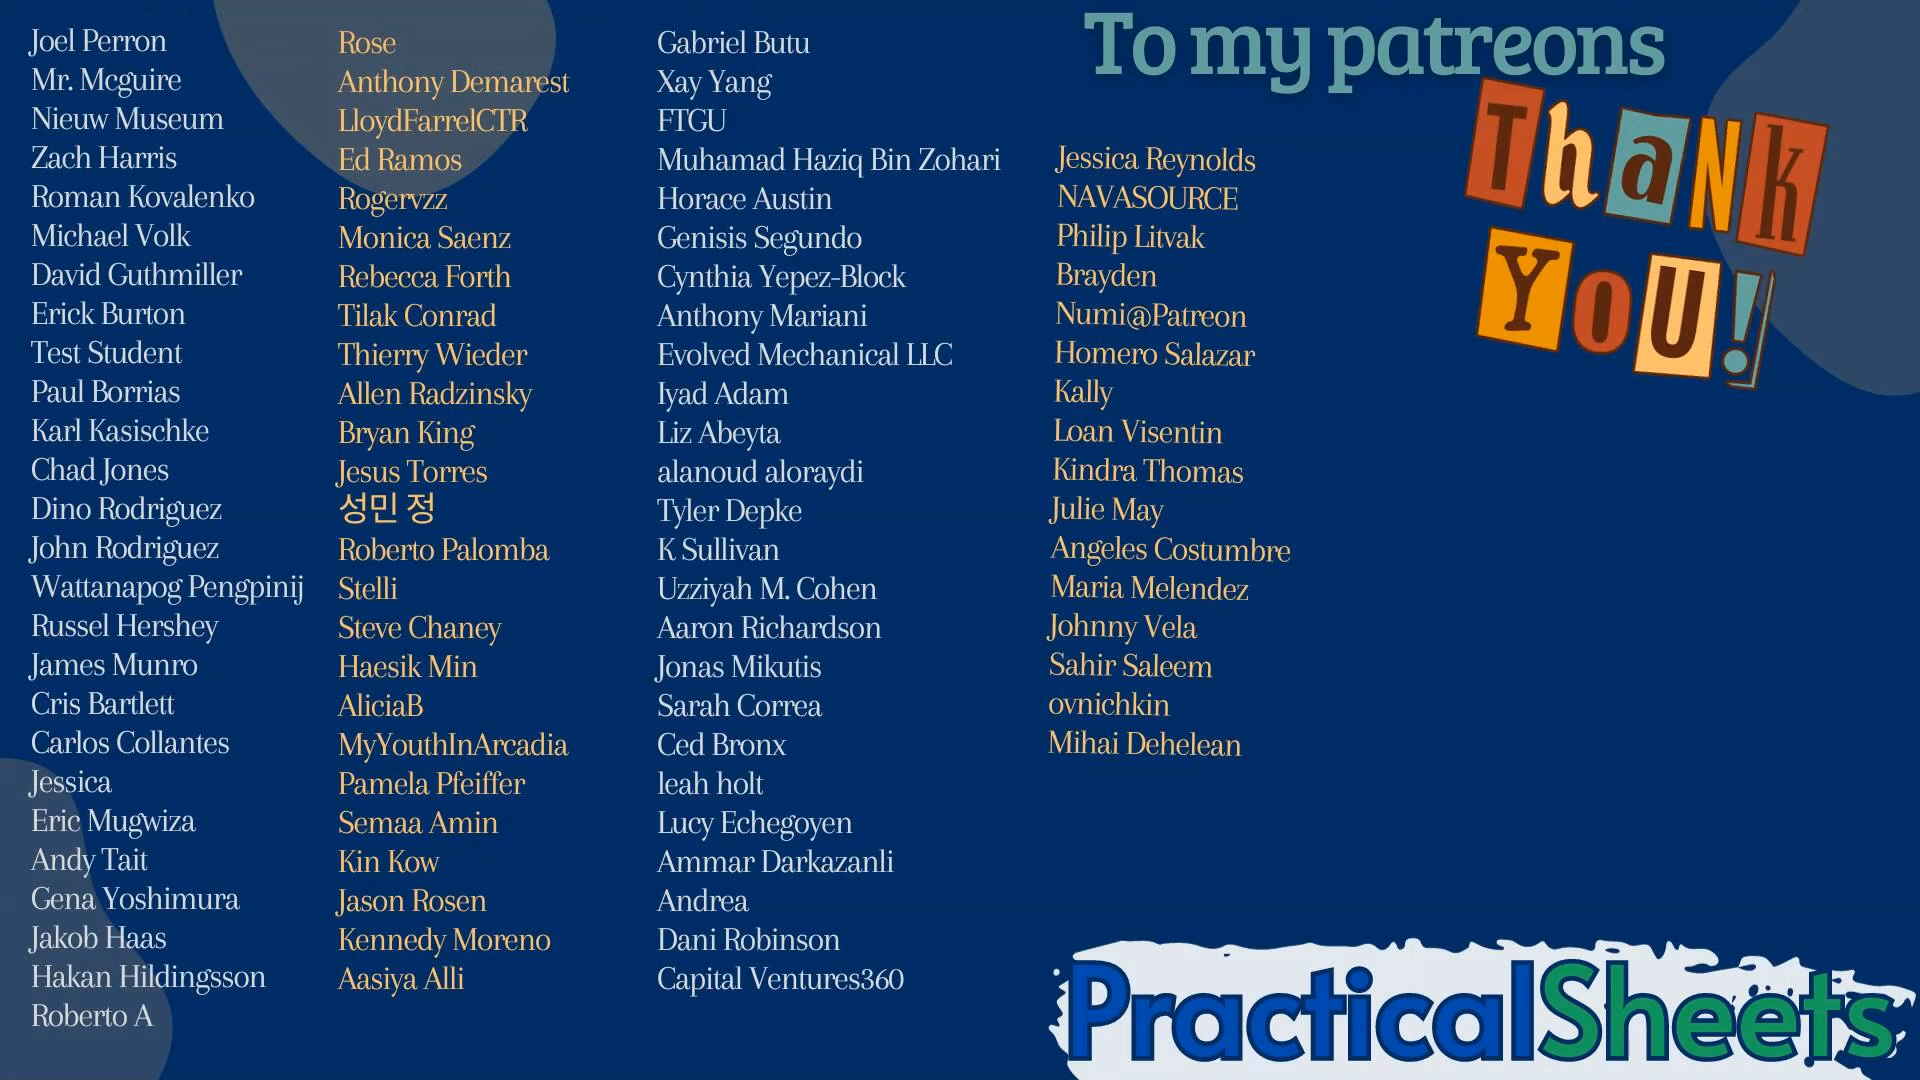 Joel Perron
Mr. Mcguire
Nieuw Museum
Zach Harris
Roman Kovalenko
Michael Volk
David Guthmiller
Erick Burton
Test Student
Paul Borrias
Karl Kasischke
Chad Jones
Dino Rodriguez
John Rodriguez
Wattanapog Pengpinij
Russel Hershey
James Munro
Cris Bartlett
Carlos Collantes
Jessica
Eric Mugwiza
Andy Tait
Gena Yoshimura
Jakob Haas
Hakan Hildingsson
Roberto A
Rose
Anthony Demarest
LloydFarrelCTR
Ed Ramos
Rogervzz
Monica Saenz
Rebecca Forth
Tilak Conrad
Thierry Wieder
Allen Radzinsky
Bryan King
Jesus Torres
성민 정
Roberto Palomba
Stelli
Steve Chaney
Haesik Min
AliciaB
MyYouthInArcadia
Pamela Pfeiffer
Semaa Amin
Kin Kow
Jason Rosen
Kennedy Moreno
Aasiya Alli
Gabriel Butu
Xay Yang
FTGU
Muhamad Haziq Bin Zohari
Horace Austin
Genisis Segundo
Cynthia Yepez-Block
Anthony Mariani
Evolved Mechanical LLC
Iyad Adam
Liz Abeyta
alanoud aloraydi
Tyler Depke
K Sullivan
Uzziyah M. Cohen
Aaron Richardson
Jonas Mikutis
Sarah Correa
Ced Bronx
leah holt
Lucy Echegoyen
Ammar Darkazanli
Andrea
Dani Robinson
Capital Ventures360
To my patreons
ThaNk
YoU!
Jessica Reynolds
NAVASOURCE
Philip Litvak
Brayden
Numi@Patreon
Homero Salazar
Kally
Loan Visentin
Kindra Thomas
Julie May
Angeles Costumbre
Maria Melendez
Johnny Vela
Sahir Saleem
ovnichkin
Mihai Dehelean
PracticalSheets